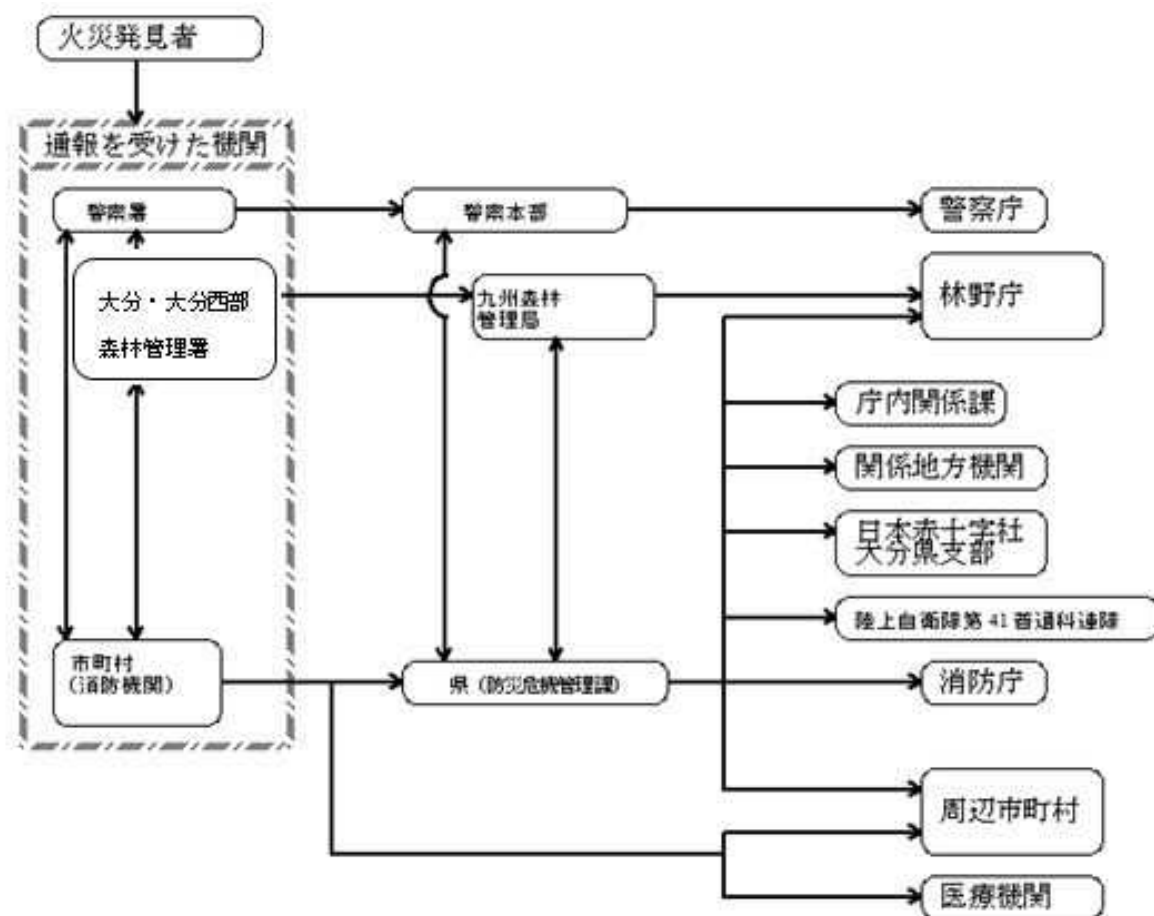 火災発見者
通報を受けた機関
警察署
警察本部
警察庁
大分・大分西部
森林管理署
九州森林
管理局
林野庁
庁内関係課
関係地方機関
日本赤十字社
大分県支部
陸上自衛隊第41普通科連隊
市町村
(消防機関)
県(防災危機管理課)
消防庁
周辺市町村
医療機関